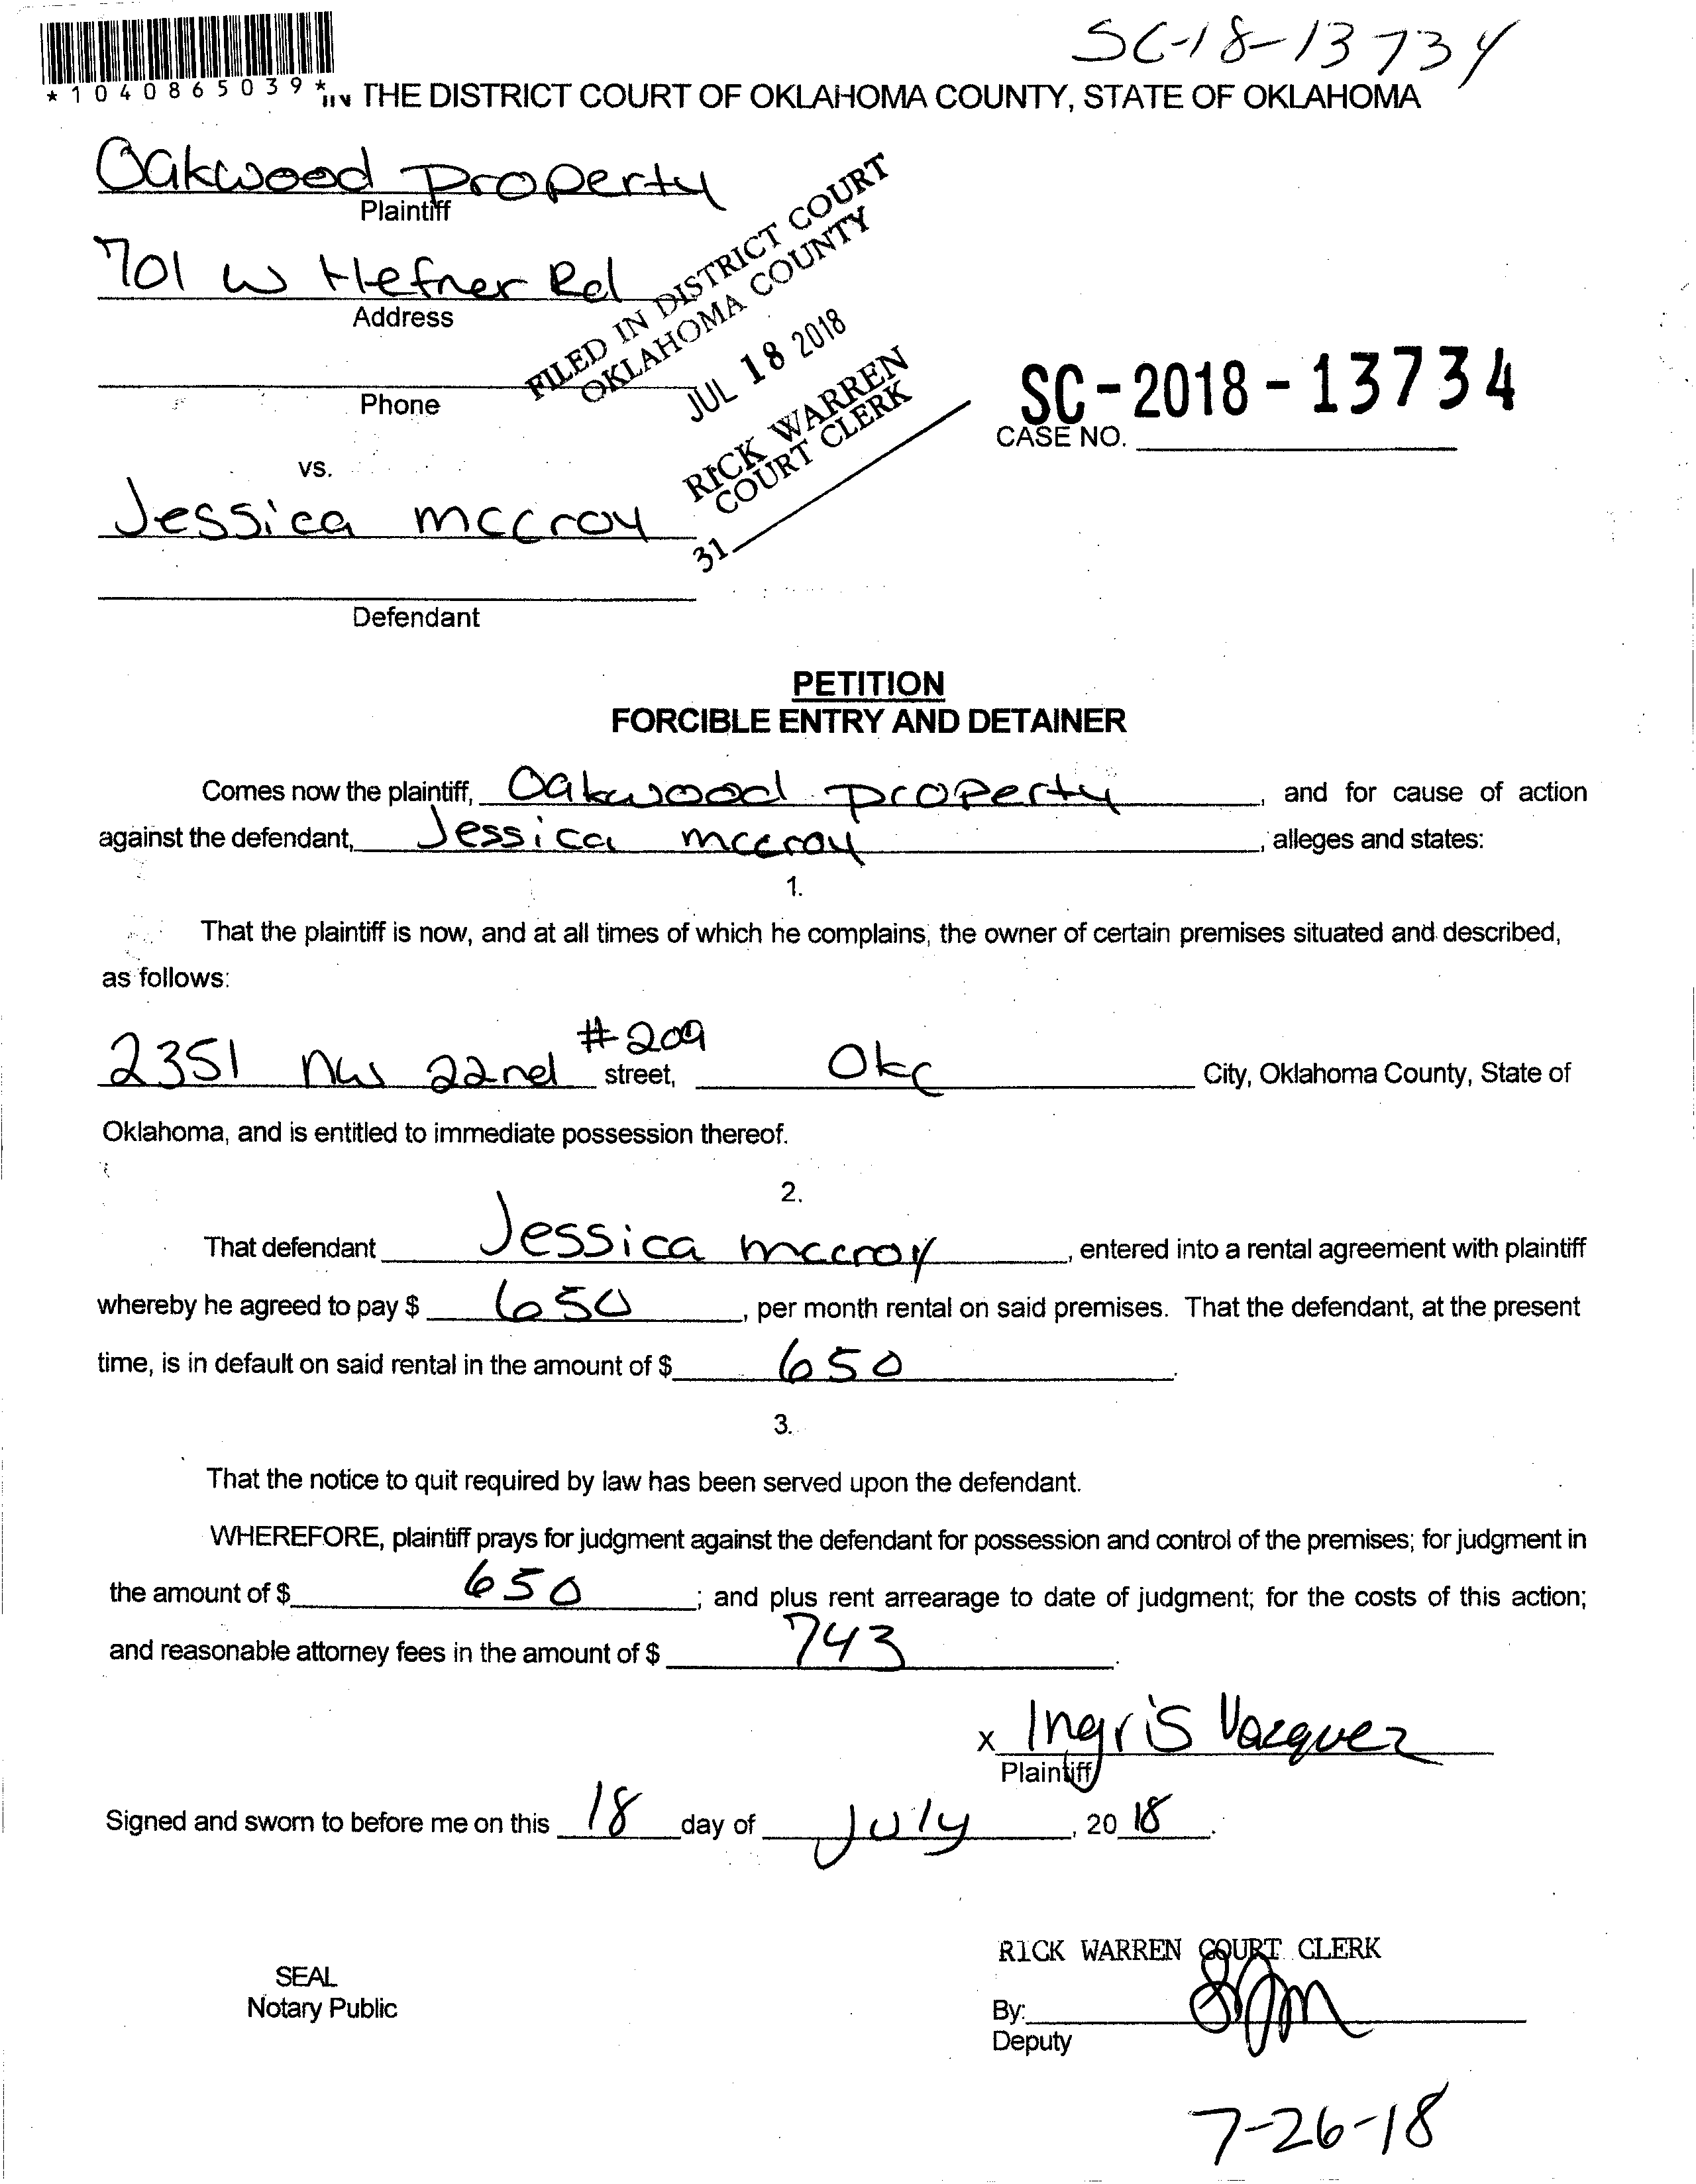 SC-18-13734
*1040865039*
IN THE DISTRICT COURT OF OKLAHOMA COUNTY, STATE OF OKLAHOMA
Oakwood Property
Plaintiff
701 W Hefner Rd
Address
Phone
FILED IN DISTRICT COURT
OKLAHOMA COUNTY
JUL 18 2018
RICK WARREN
COURT CLERK
31
SC-2018-13734
CASE NO.
vs.
Jessica mccroy
Defendant
PETITION
FORCIBLE ENTRY AND DETAINER
Comes now the plaintiff, Oakwood property, and for cause of action
against the defendant, Jessica mccroy, alleges and states:
1.
That the plaintiff is now, and at all times of which he complains, the owner of certain premises situated and described,
as follows:
2351 nw 22nd #209 street, Okc City, Oklahoma County, State of
Oklahoma, and is entitled to immediate possession thereof.
2.
That defendant Jessica mccroy, entered into a rental agreement with plaintiff
whereby he agreed to pay $ 650, per month rental on said premises. That the defendant, at the present
time, is in default on said rental in the amount of $ 650.
3.
That the notice to quit required by law has been served upon the defendant.
WHEREFORE, plaintiff prays for judgment against the defendant for possession and control of the premises; for judgment in
the amount of $ 650; and plus rent arrearage to date of judgment; for the costs of this action;
and reasonable attorney fees in the amount of $ 743.
x Ingris Vazquez
Plaintiff
Signed and sworn to before me on this 18 day of July, 20 18.
RICK WARREN COURT CLERK
SEAL
Notary Public
By:
Deputy
7-26-18